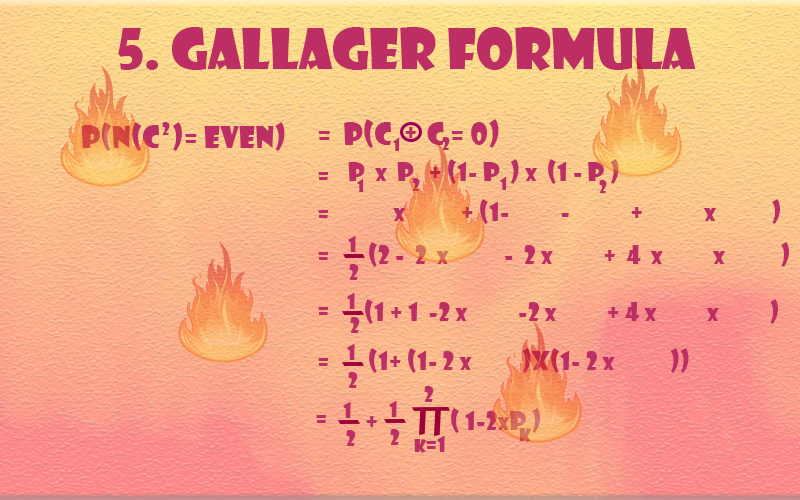 5. GALLAGER FORMULA
P(N(C')= EVEN) = P(C₁⊕C₂= 0)
= P₁ x P₂ + (1- P₁) x (1 - P₂)
= x + (1- - + x )
= 1/2 (2 - 2 x - 2 x + 4 x x )
= 1/2 (1 + 1 -2 x -2 x + 4 x x )
= 1/2 (1+ (1- 2 x )X(1- 2 x ))
= 1/2 + 1/2 ∏ₖ₌₁² ( 1-2xPₖ)